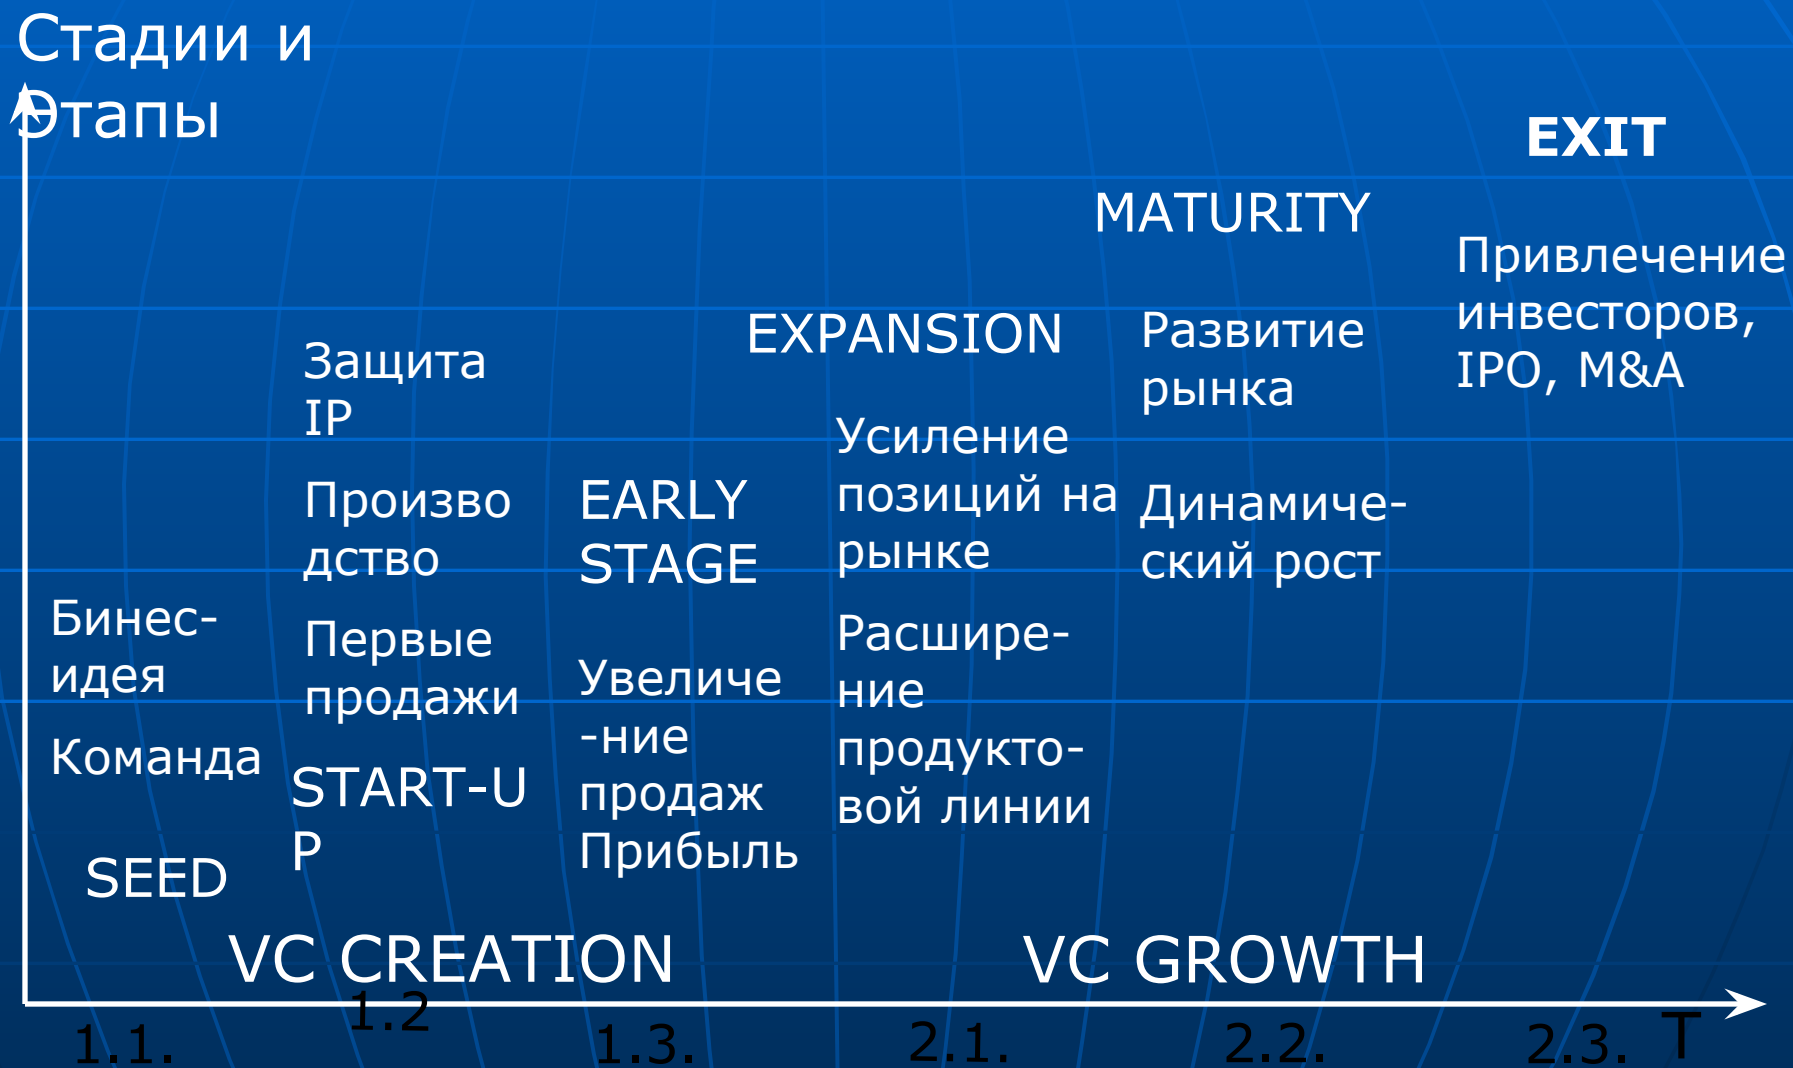 Стадии и
Этапы
Бинес-
идея
Команда
SEED
Защита
IP
Произво
дство
Первые
продажи
START-U
P
EARLY
STAGE
Увеличе
-ние
продаж
Прибыль
EXPANSION
Усиление
позиций на
рынке
Расшире-
ние
продукто-
вой линии
MATURITY
Развитие
рынка
Динамиче-
ский рост
EXIT
Привлечение
инвесторов,
IPO, M&A
VC CREATION
VC GROWTH
1.1.
1.2
1.3.
2.1.
2.2.
2.3.
T